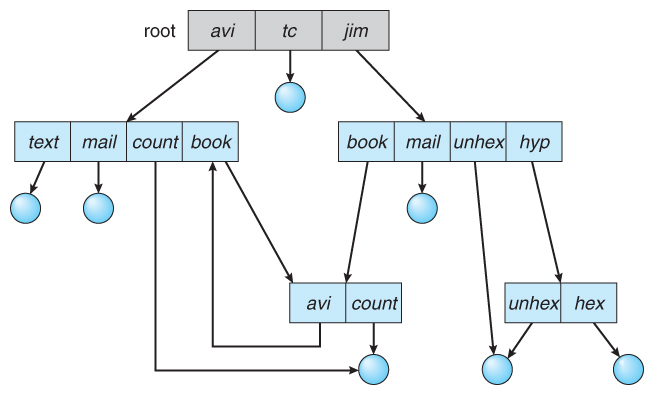 root avi tc jim
text mail count book book mail unhex hyp
avi count unhex hex